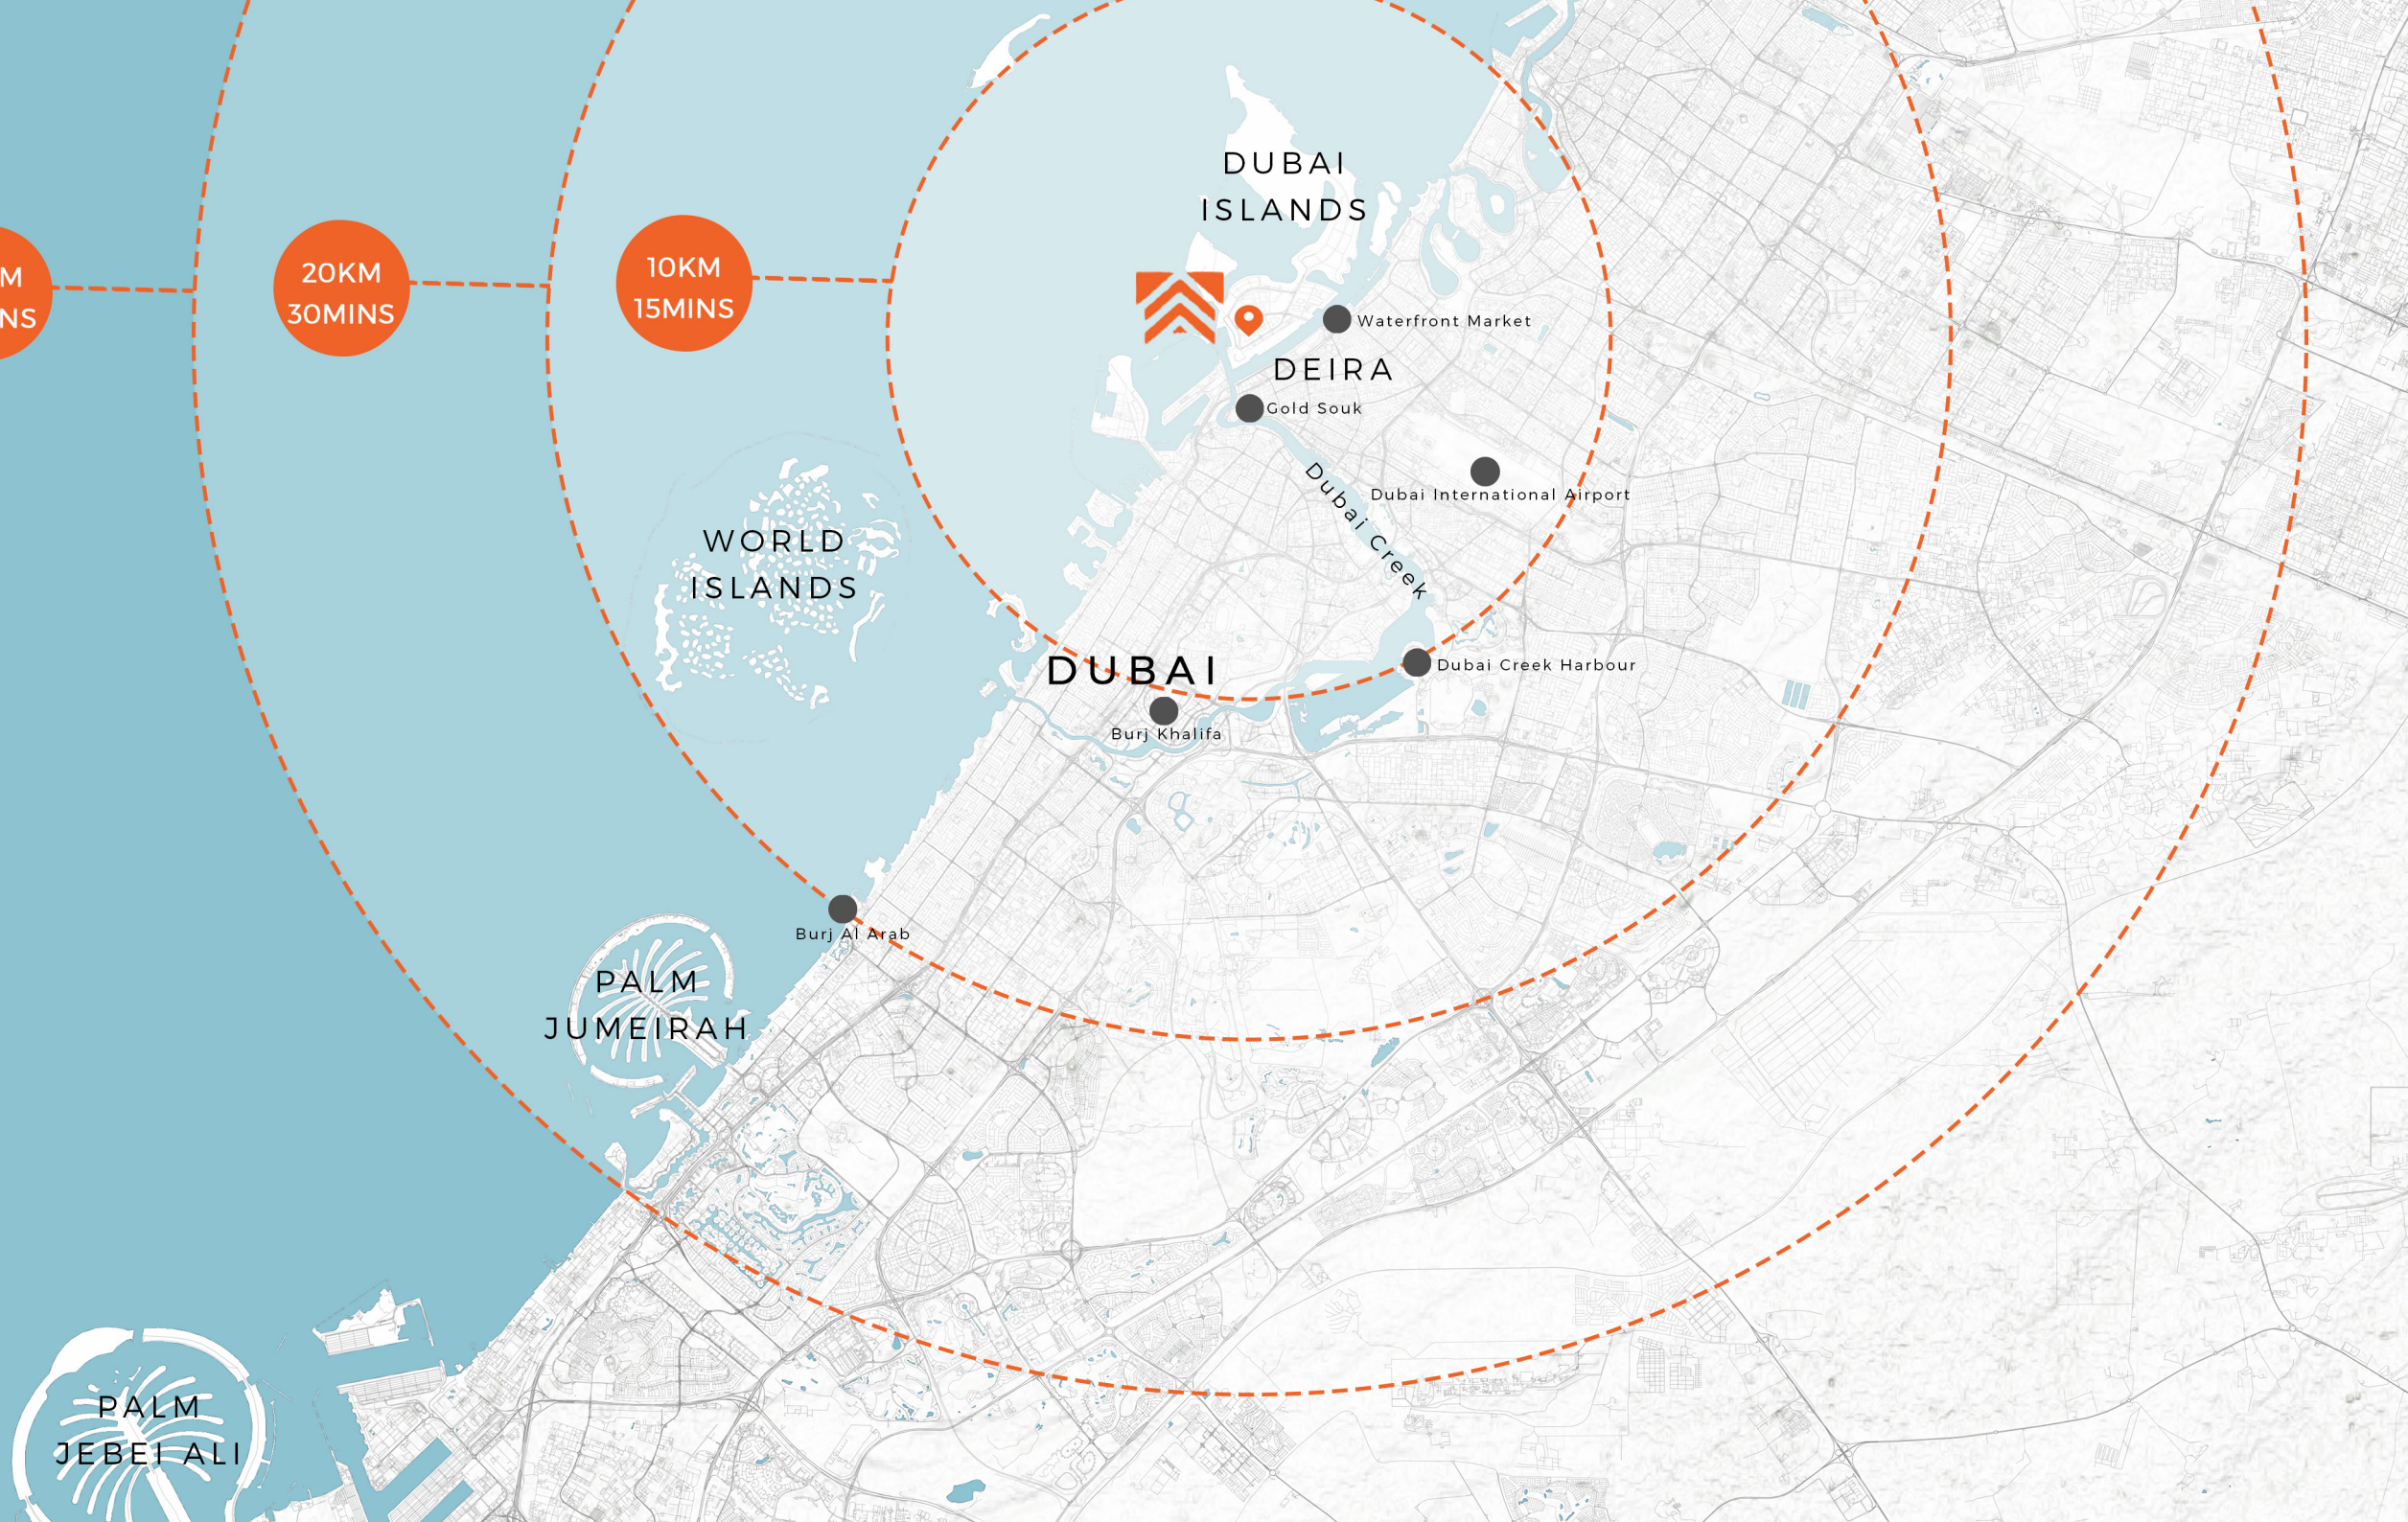 DUBAI
ISLANDS
M
NS
20KM
30MINS
10KM
15MINS
Waterfront Market
DEIRA
Gold Souk
Dubai International Airport
Dubai Creek
WORLD
ISLANDS
DUBAI
Dubai Creek Harbour
Burj Khalifa
Burj Al Arab
PALM
JUMEIRAH
PALM
JEBEI ALI